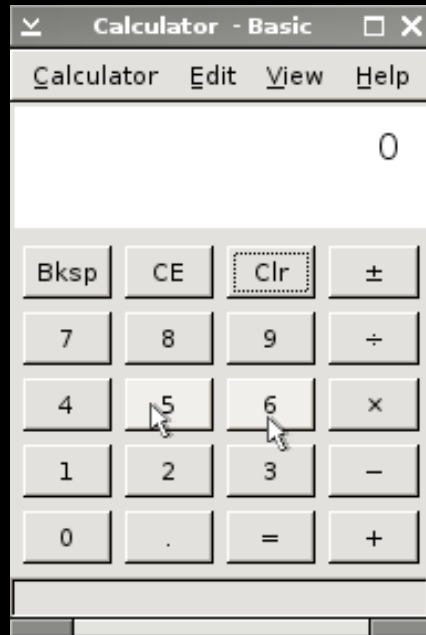 Calculator - Basic
Calculator Edit View Help
0
Bksp CE Clr ±
7 8 9 ÷
4 5 6 ×
1 2 3 −
0 . = +